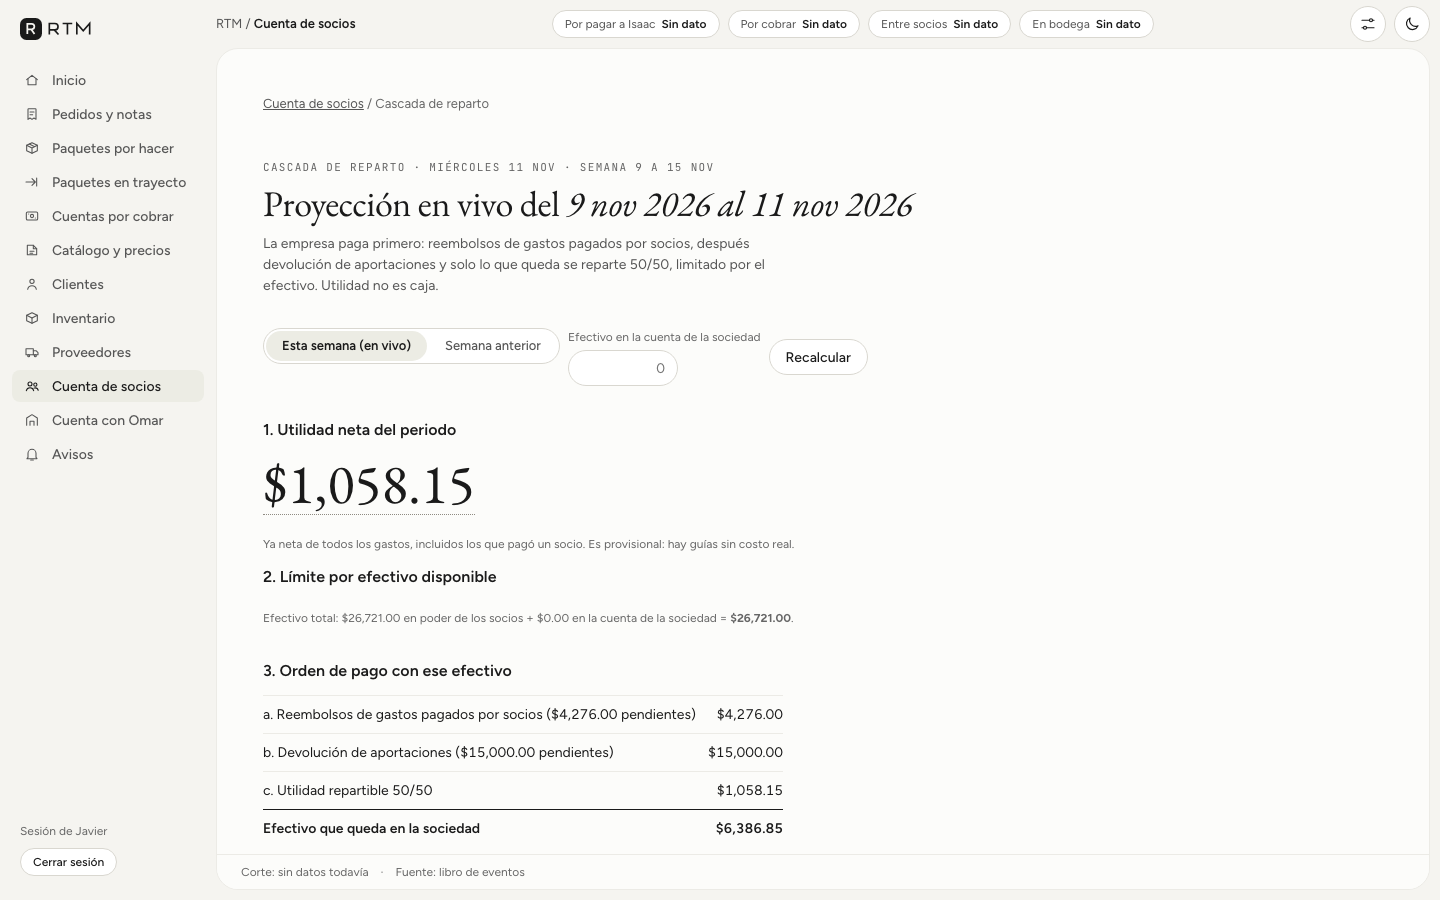 R RTM
RTM / Cuenta de socios
Por pagar a Isaac Sin dato
Por cobrar Sin dato
Entre socios Sin dato
En bodega Sin dato
Inicio
Pedidos y notas
Paquetes por hacer
Paquetes en trayecto
Cuentas por cobrar
Catálogo y precios
Clientes
Inventario
Proveedores
Cuenta de socios
Cuenta con Omar
Avisos
Sesión de Javier
Cerrar sesión
Cuenta de socios / Cascada de reparto
CASCADA DE REPARTO · MIÉRCOLES 11 NOV · SEMANA 9 A 15 NOV
Proyección en vivo del 9 nov 2026 al 11 nov 2026
La empresa paga primero: reembolsos de gastos pagados por socios, después
devolución de aportaciones y solo lo que queda se reparte 50/50, limitado por el
efectivo. Utilidad no es caja.
Esta semana (en vivo)
Semana anterior
Efectivo en la cuenta de la sociedad
0
Recalcular
1. Utilidad neta del periodo
$1,058.15
Ya neta de todos los gastos, incluidos los que pagó un socio. Es provisional: hay guías sin costo real.
2. Límite por efectivo disponible
Efectivo total: $26,721.00 en poder de los socios + $0.00 en la cuenta de la sociedad = $26,721.00.
3. Orden de pago con ese efectivo
a. Reembolsos de gastos pagados por socios ($4,276.00 pendientes) $4,276.00
b. Devolución de aportaciones ($15,000.00 pendientes) $15,000.00
c. Utilidad repartible 50/50 $1,058.15
Efectivo que queda en la sociedad $6,386.85
Corte: sin datos todavía · Fuente: libro de eventos